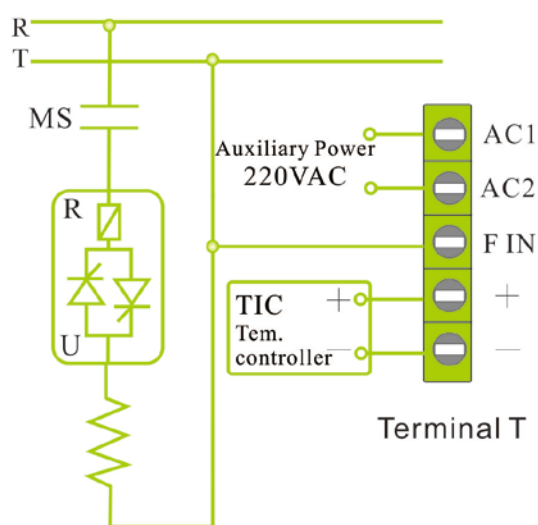 R
T
MS
R
U
Auxiliary Power
220VAC
TIC
Tem.
controller
+
−
AC1
AC2
F IN
+
−
Terminal T